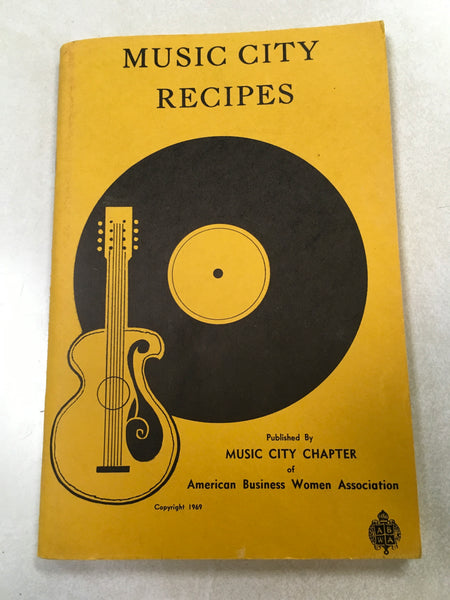 MUSIC CITY
RECIPES
Published By
MUSIC CITY CHAPTER
of
American Business Women Association
Copyright 1969
A B
W A